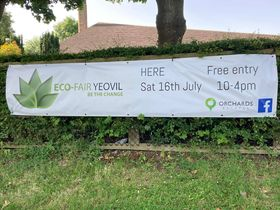 ECO-FAIR YEOVIL
BE THE CHANGE
HERE
Sat 16th July
Free entry
10-4pm
ORCHARDS
f